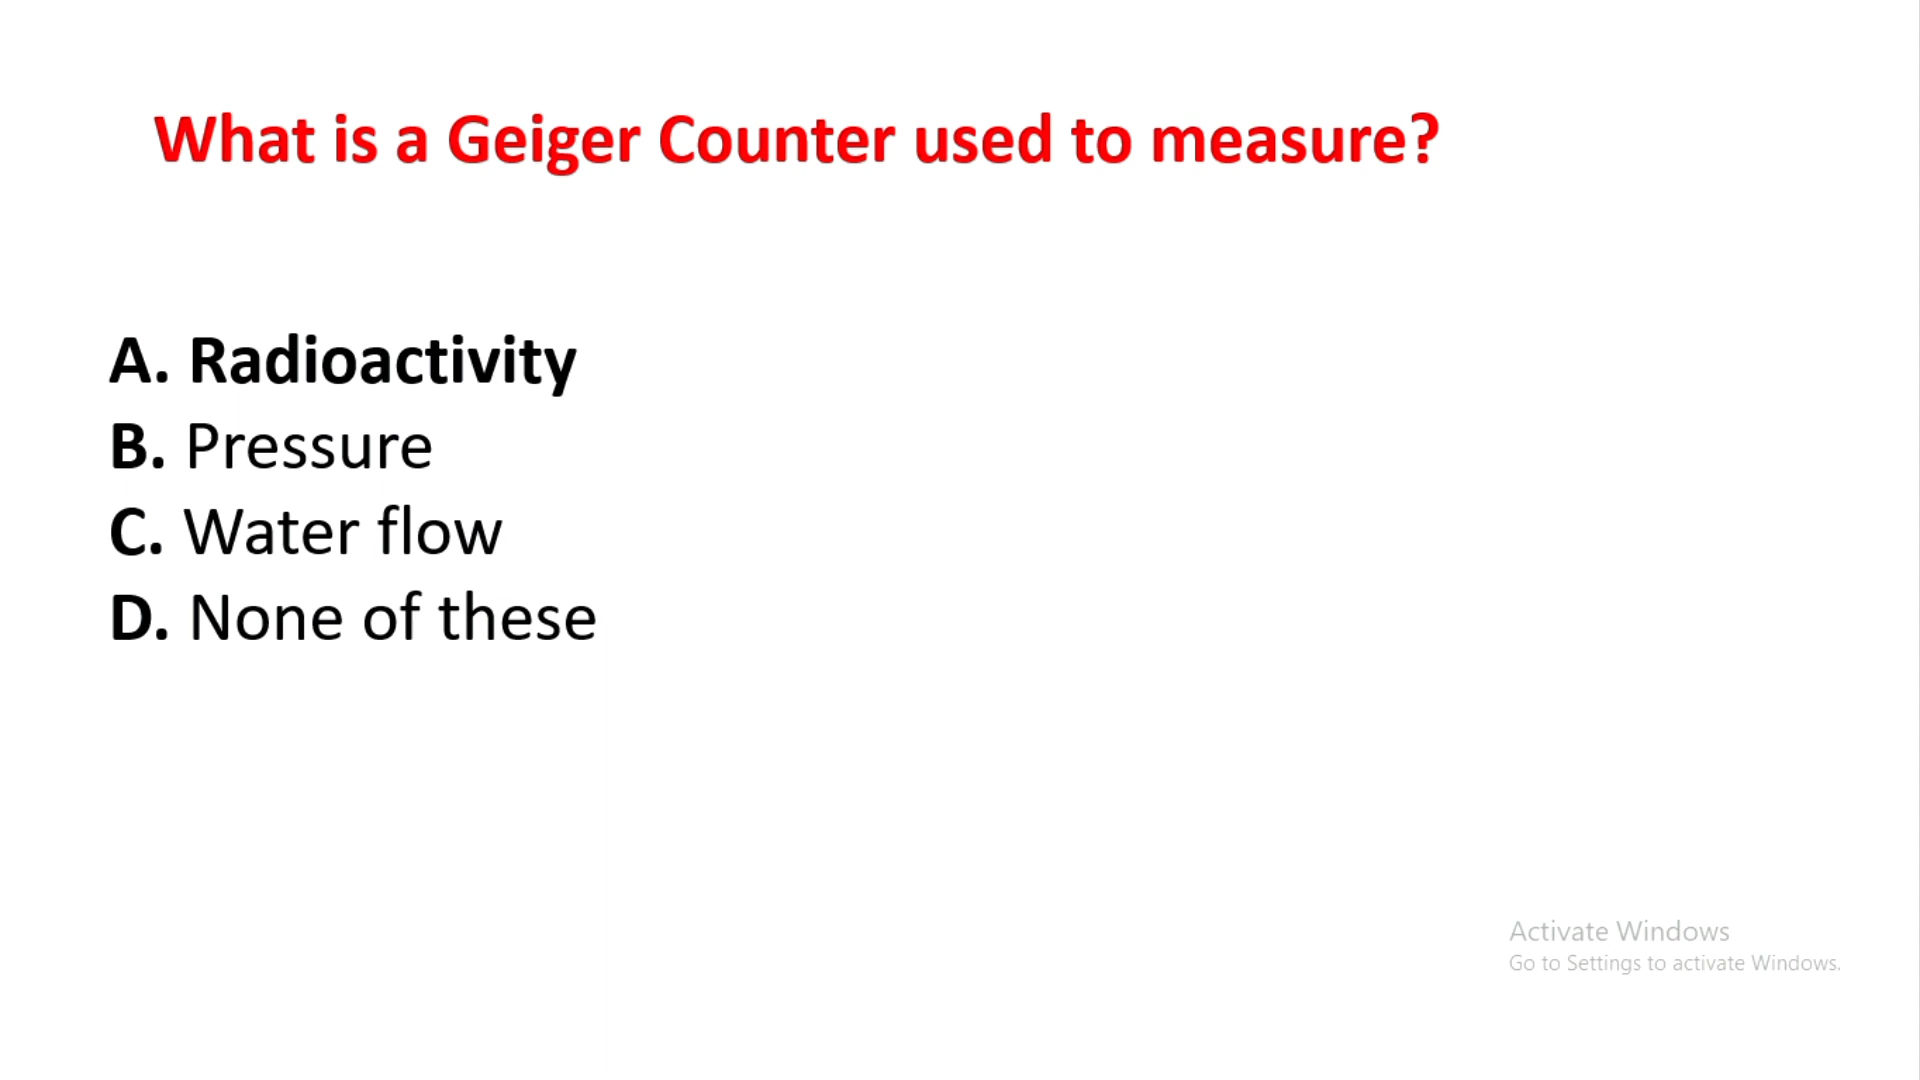 What is a Geiger Counter used to measure?
A. Radioactivity
B. Pressure
C. Water flow
D. None of these
Activate Windows
Go to Settings to activate Windows.